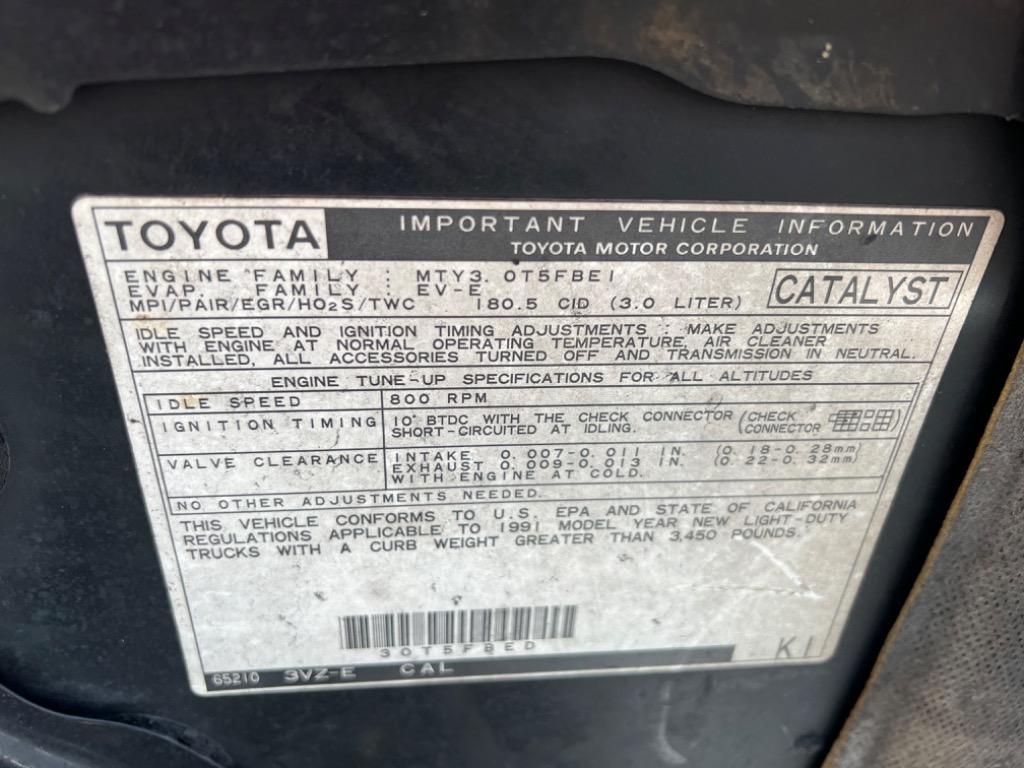 TOYOTA
IMPORTANT VEHICLE INFORMATION
TOYOTA MOTOR CORPORATION
ENGINE FAMILY : MTY3. 0T5FBE1
EVAP. FAMILY : EV-E
MPI/PAIR/EGR/HO2S/TWC 180.5 CID (3.0 LITER)
CATALYST
IDLE SPEED AND IGNITION TIMING ADJUSTMENTS : MAKE ADJUSTMENTS
WITH ENGINE AT NORMAL OPERATING TEMPERATURE, AIR CLEANER
INSTALLED, ALL ACCESSORIES TURNED OFF AND TRANSMISSION IN NEUTRAL.
ENGINE TUNE-UP SPECIFICATIONS FOR ALL ALTITUDES
IDLE SPEED 800 RPM
IGNITION TIMING 10° BTDC WITH THE CHECK CONNECTOR
SHORT-CIRCUITED AT IDLING.
(CHECK
CONNECTOR )
VALVE CLEARANCE INTAKE 0. 007-0. 011 IN. (0. 18-0. 28mm)
EXHAUST 0. 009-0. 013 IN. (0. 22-0. 32mm)
WITH ENGINE AT COLD.
NO OTHER ADJUSTMENTS NEEDED.
THIS VEHICLE CONFORMS TO U.S. EPA AND STATE OF CALIFORNIA
REGULATIONS APPLICABLE TO 1991 MODEL YEAR NEW LIGHT-DUTY
TRUCKS WITH A CURB WEIGHT GREATER THAN 3,450 POUNDS.
30T5FBED
KI
65210 3VZ-E CAL